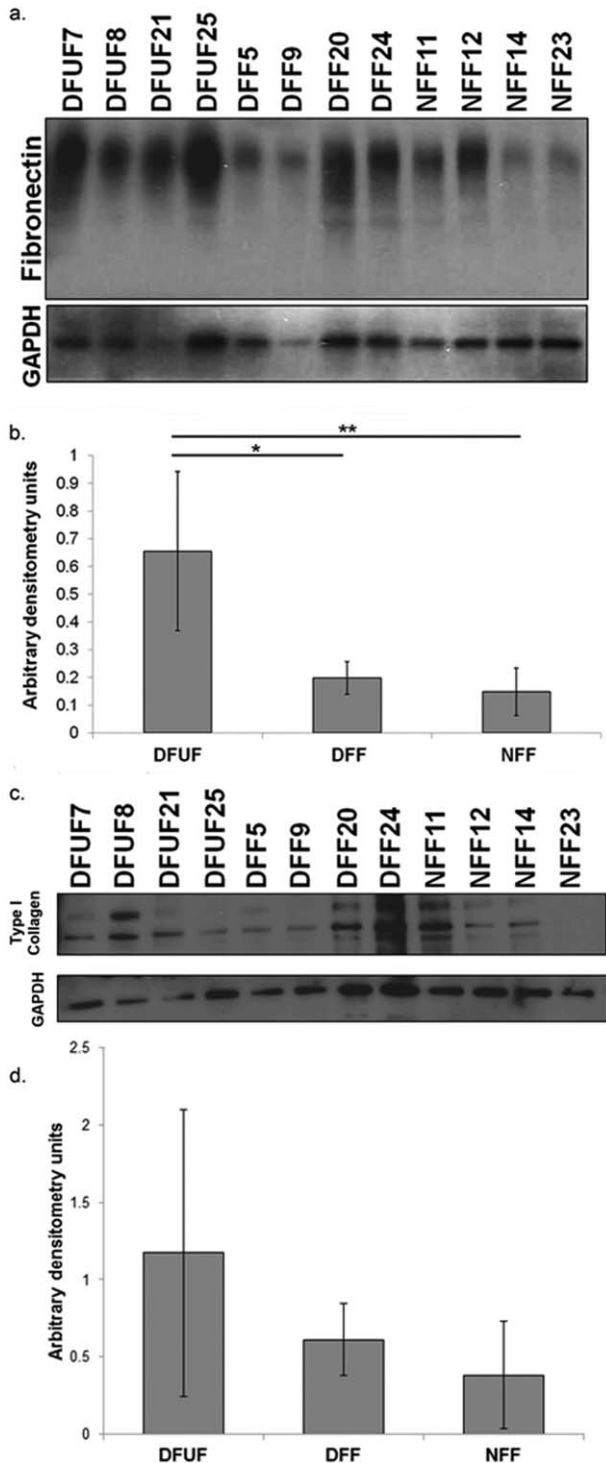 a.
DFUF7 DFUF8 DFUF21 DFUF25 DFF5 DFF9 DFF20 DFF24 NFF11 NFF12 NFF14 NFF23
Fibronectin
GAPDH
b.
**
*
Arbitrary densitometry units
1
0.9
0.8
0.7
0.6
0.5
0.4
0.3
0.2
0.1
0
DFUF DFF NFF
c.
DFUF7 DFUF8 DFUF21 DFUF25 DFF5 DFF9 DFF20 DFF24 NFF11 NFF12 NFF14 NFF23
Type I
Collagen
GAPDH
d.
Arbitrary densitometry units
2.5
2
1.5
1
0.5
0
DFUF DFF NFF